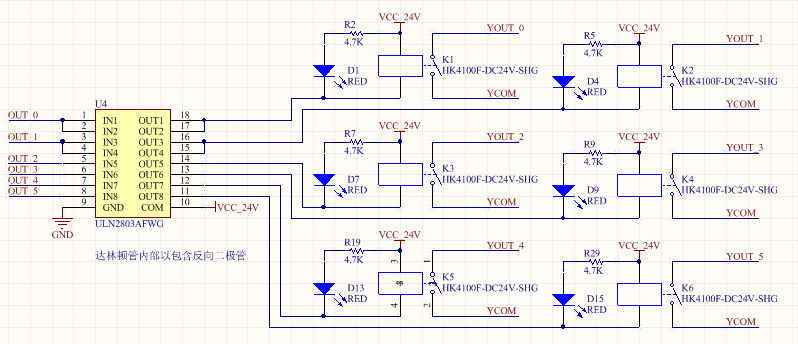 VCC_24V
R2
4.7K
YOUT_0
D1
RED
K1
HK4100F-DC24V-SHG
YCOM
VCC_24V
R5
4.7K
YOUT_1
D4
RED
K2
HK4100F-DC24V-SHG
YCOM
U4
OUT_0 1 IN1 OUT1 18
2 IN2 OUT2 17
OUT_1 3 IN3 OUT3 16
4 IN4 OUT4 15
OUT_2 5 IN5 OUT5 14
OUT_3 6 IN6 OUT6 13
OUT_4 7 IN7 OUT7 12
OUT_5 8 IN8 OUT8 11
9 GND COM 10 VCC_24V
GND
ULN2803AFWG
达林顿管内部以包含反向二极管
VCC_24V
R7
4.7K
YOUT_2
D7
RED
K3
HK4100F-DC24V-SHG
YCOM
VCC_24V
R9
4.7K
YOUT_3
D9
RED
K4
HK4100F-DC24V-SHG
YCOM
VCC_24V
R19
4.7K
YOUT_4
3
1
D13
RED
K5
HK4100F-DC24V-SHG
4
2
YCOM
VCC_24V
R29
4.7K
YOUT_5
D15
RED
K6
HK4100F-DC24V-SHG
YCOM